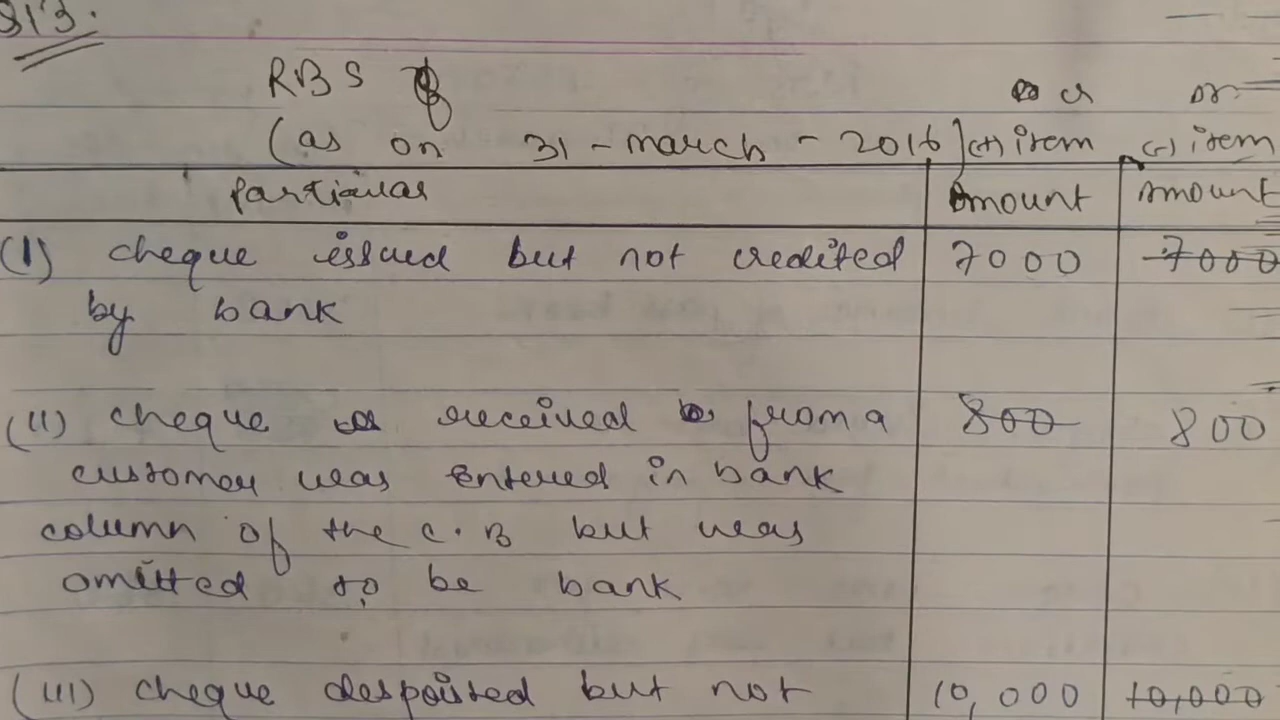 813.
RBS
(as on 31 - march - 2016) (+) item (-) item
cr Dr
Particular Amount Amount
(I) cheque issued but not credited 7000 7000
by bank
(II) cheque received from a 800 800
customer was entered in bank
column of the C.B but was
omitted to be bank
(III) cheque desposited but not 10,000 10,000